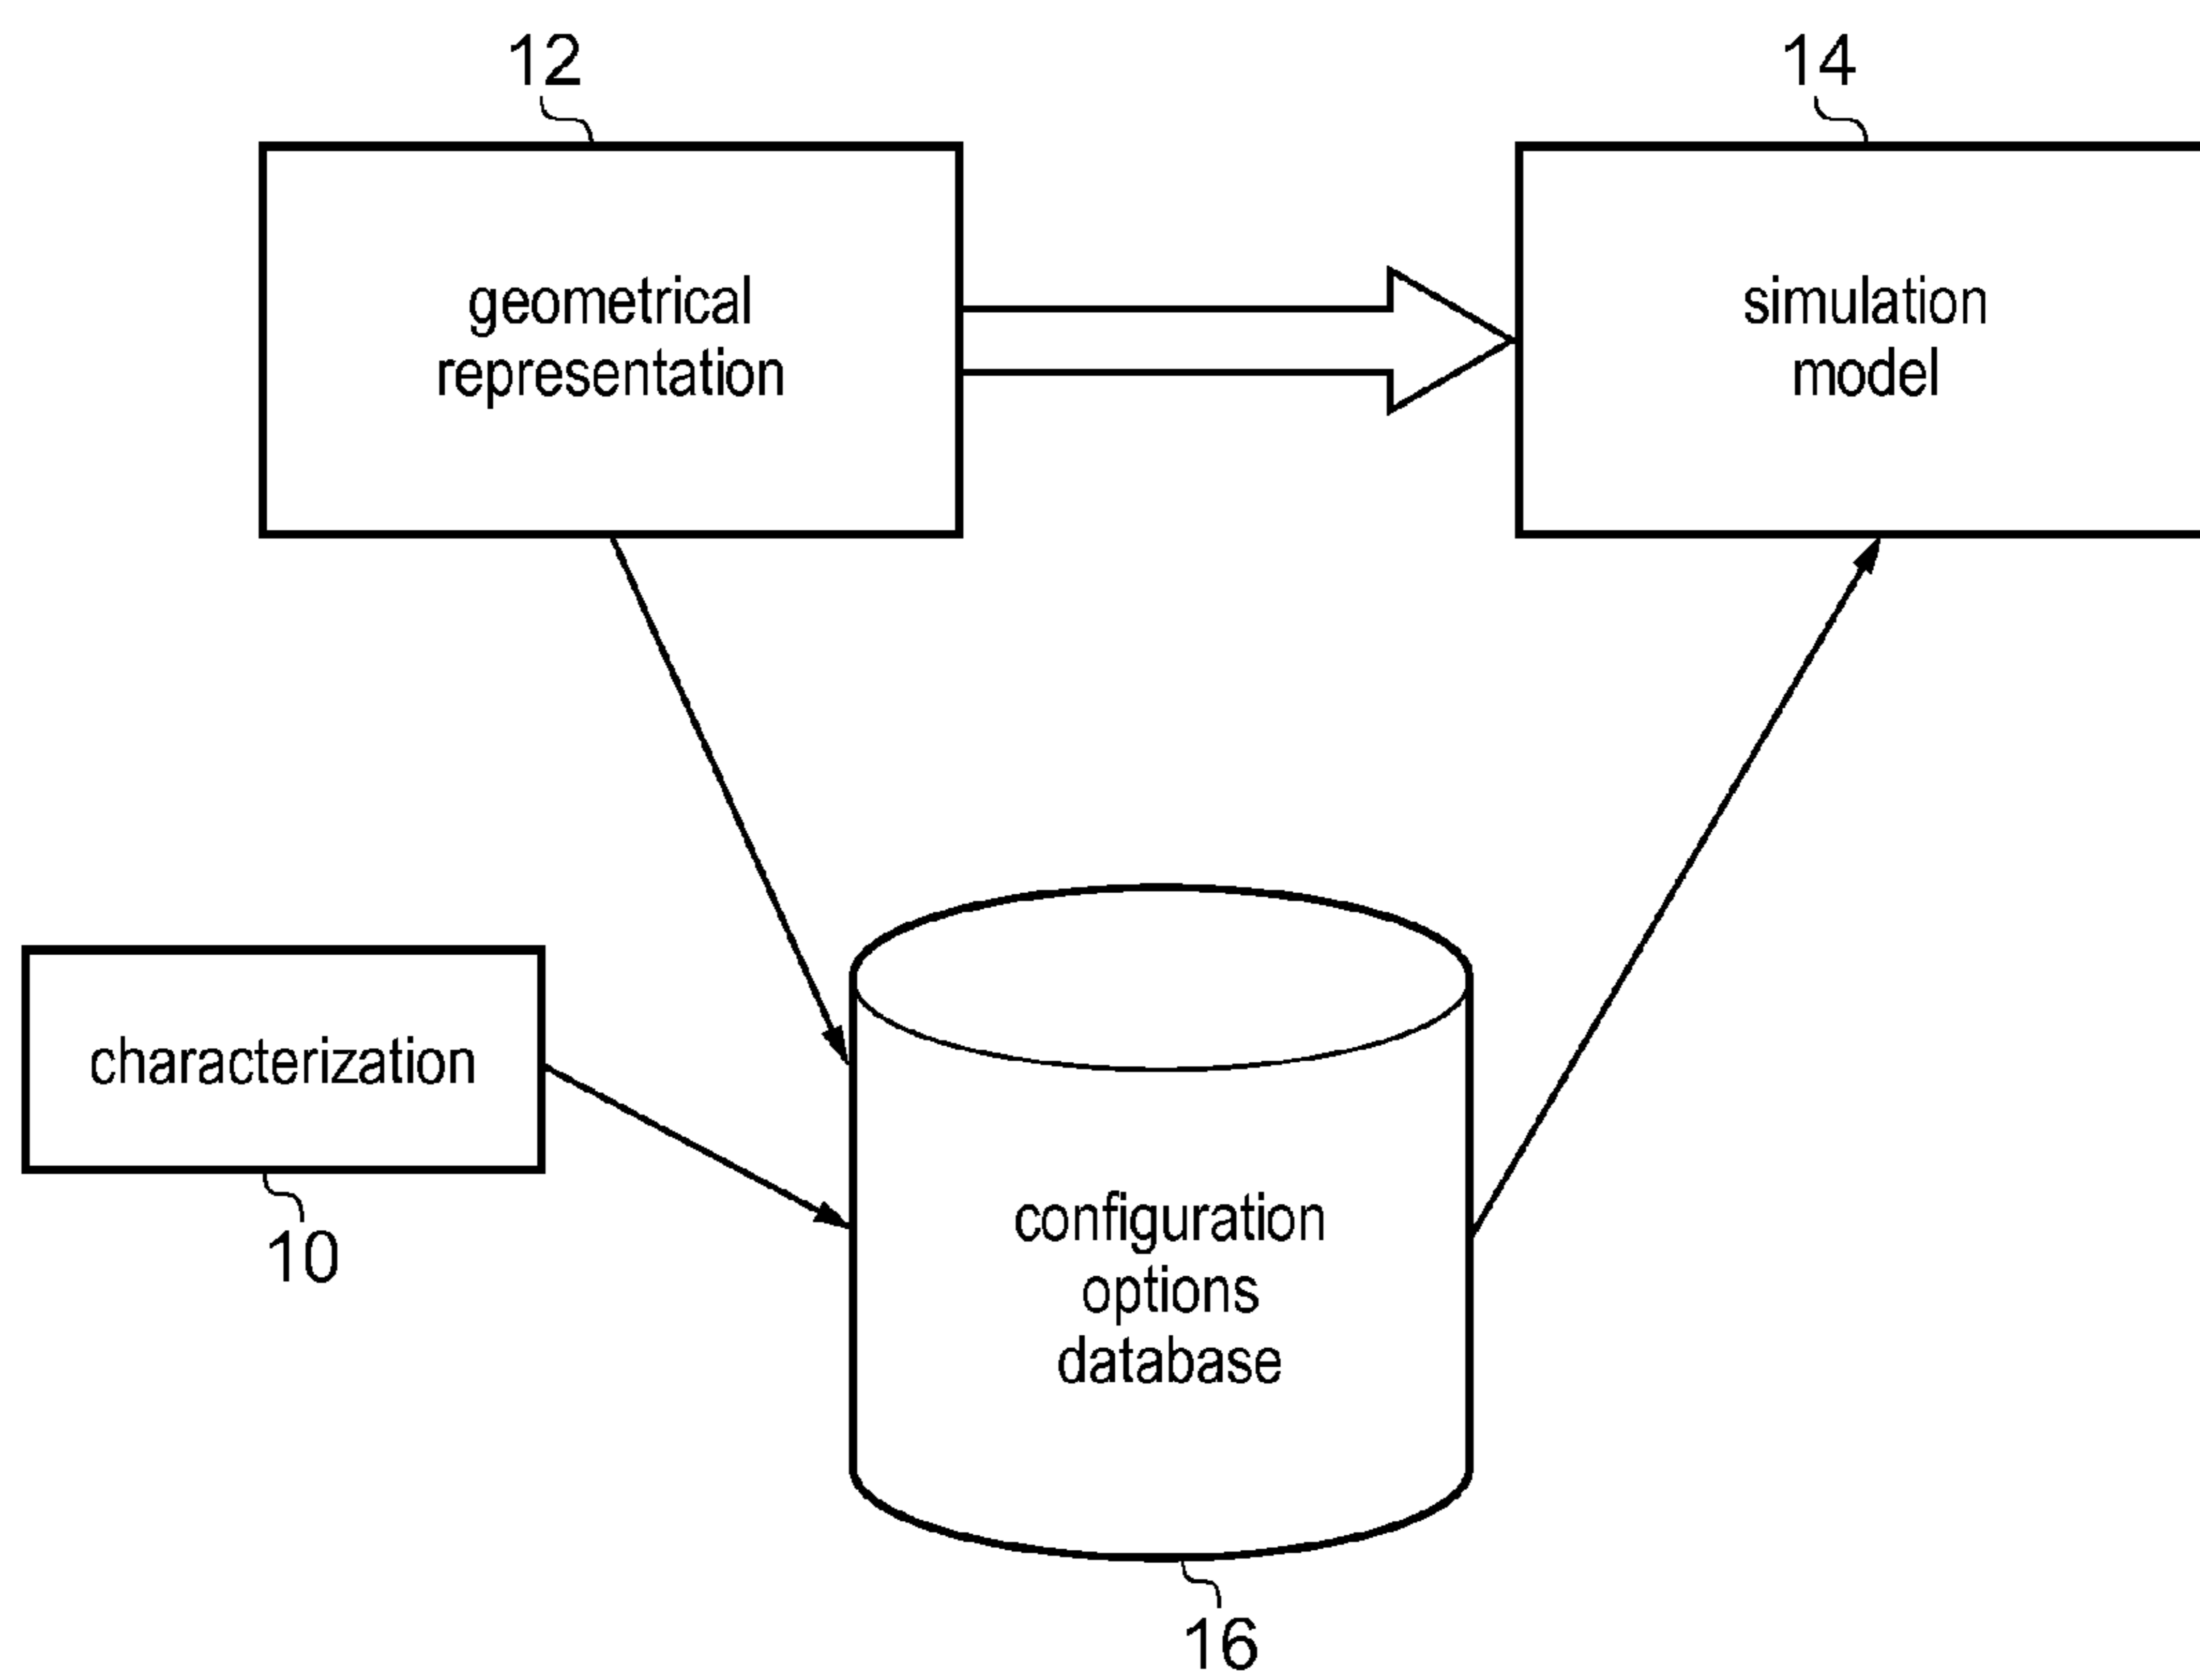 12
14
geometrical
representation
simulation
model
characterization
10
configuration
options
database
16